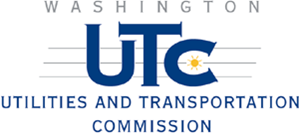 WASHINGTON
UTC
UTILITIES AND TRANSPORTATION
COMMISSION